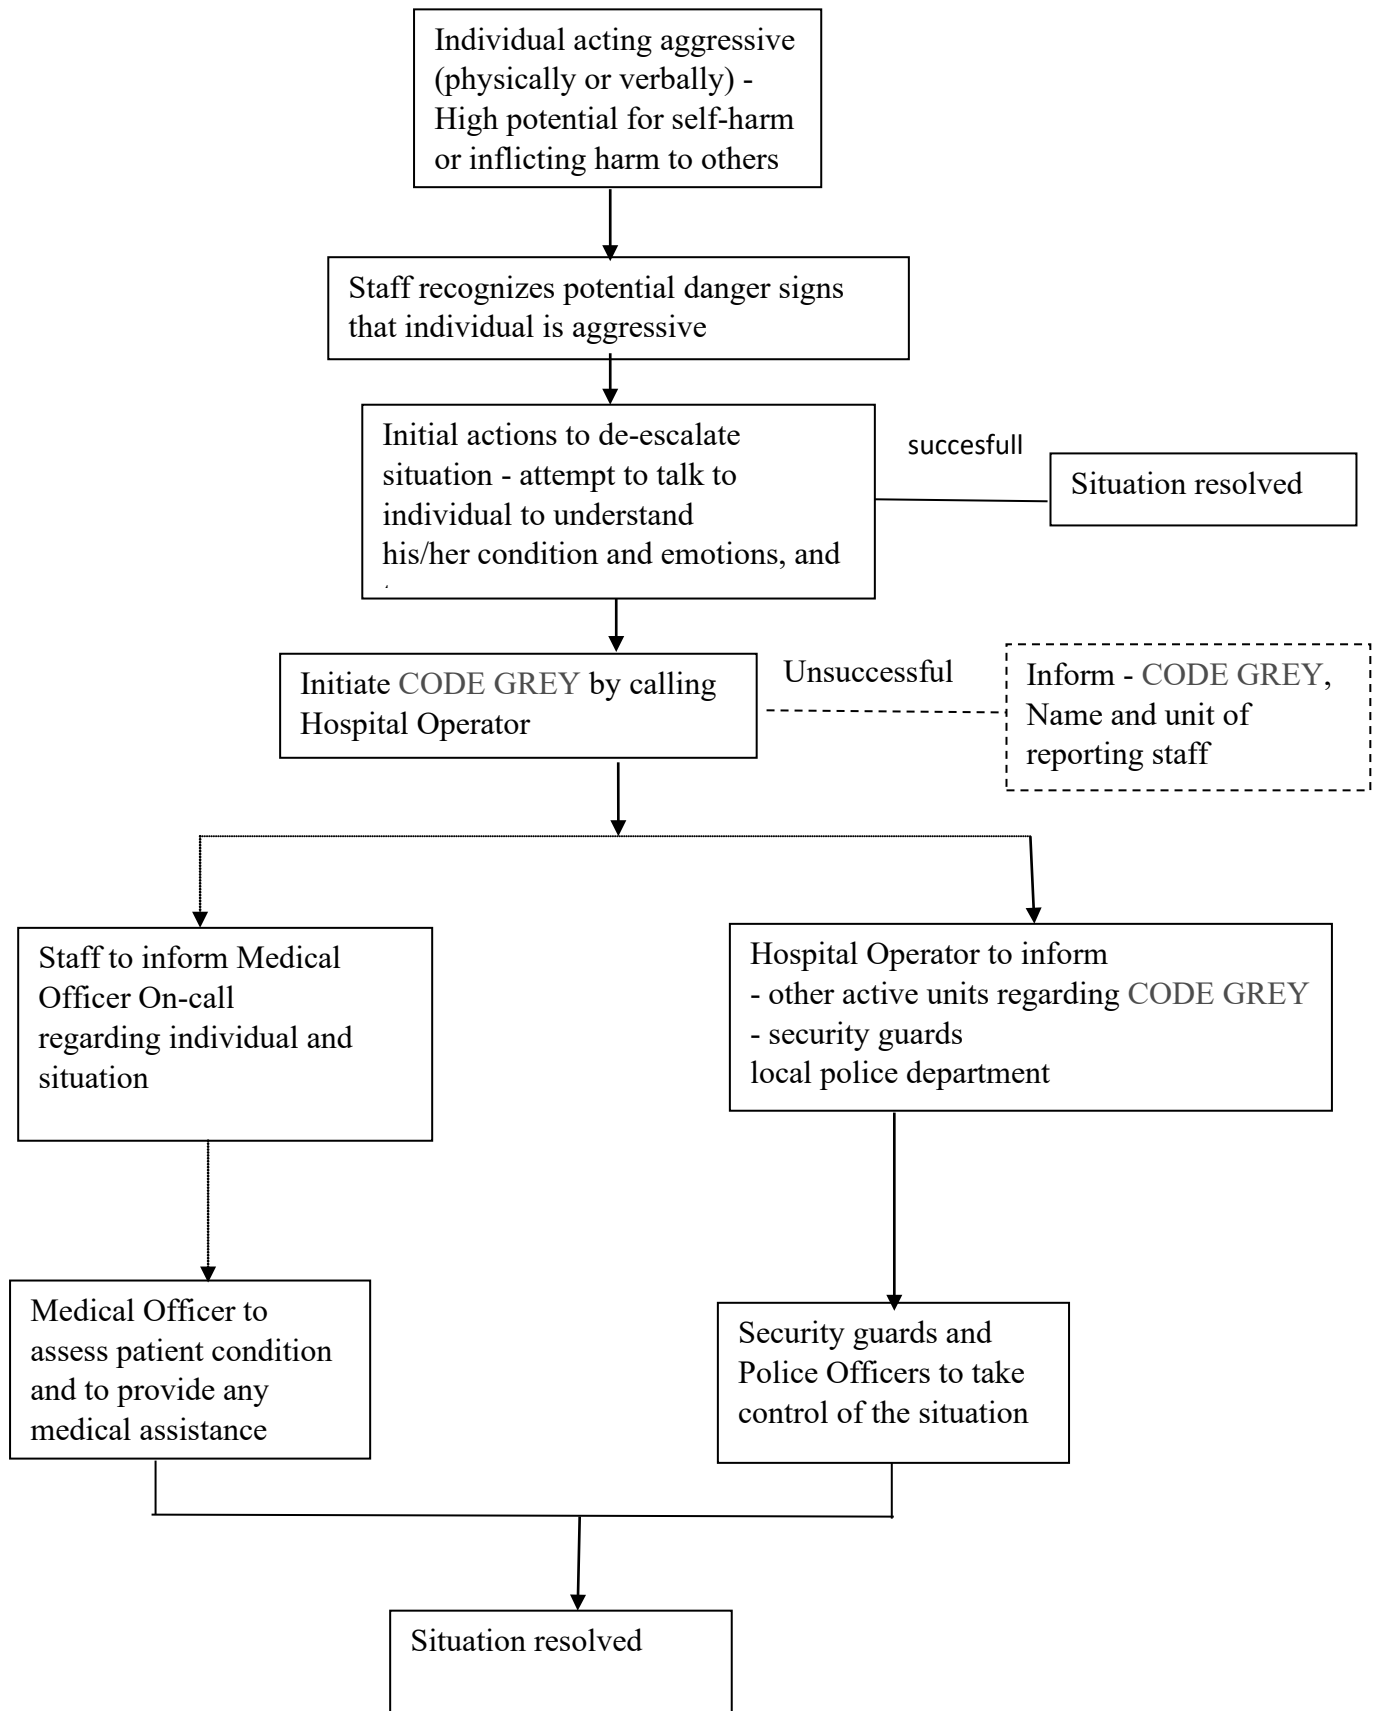 Individual acting aggressive
(physically or verbally) -
High potential for self-harm
or inflicting harm to others
Staff recognizes potential danger signs
that individual is aggressive
Initial actions to de-escalate
situation - attempt to talk to
individual to understand
his/her condition and emotions, and
succesfull
Situation resolved
Initiate CODE GREY by calling
Hospital Operator
Unsuccessful
Inform - CODE GREY,
Name and unit of
reporting staff
Staff to inform Medical
Officer On-call
regarding individual and
situation
Hospital Operator to inform
- other active units regarding CODE GREY
- security guards
local police department
Medical Officer to
assess patient condition
and to provide any
medical assistance
Security guards and
Police Officers to take
control of the situation
Situation resolved